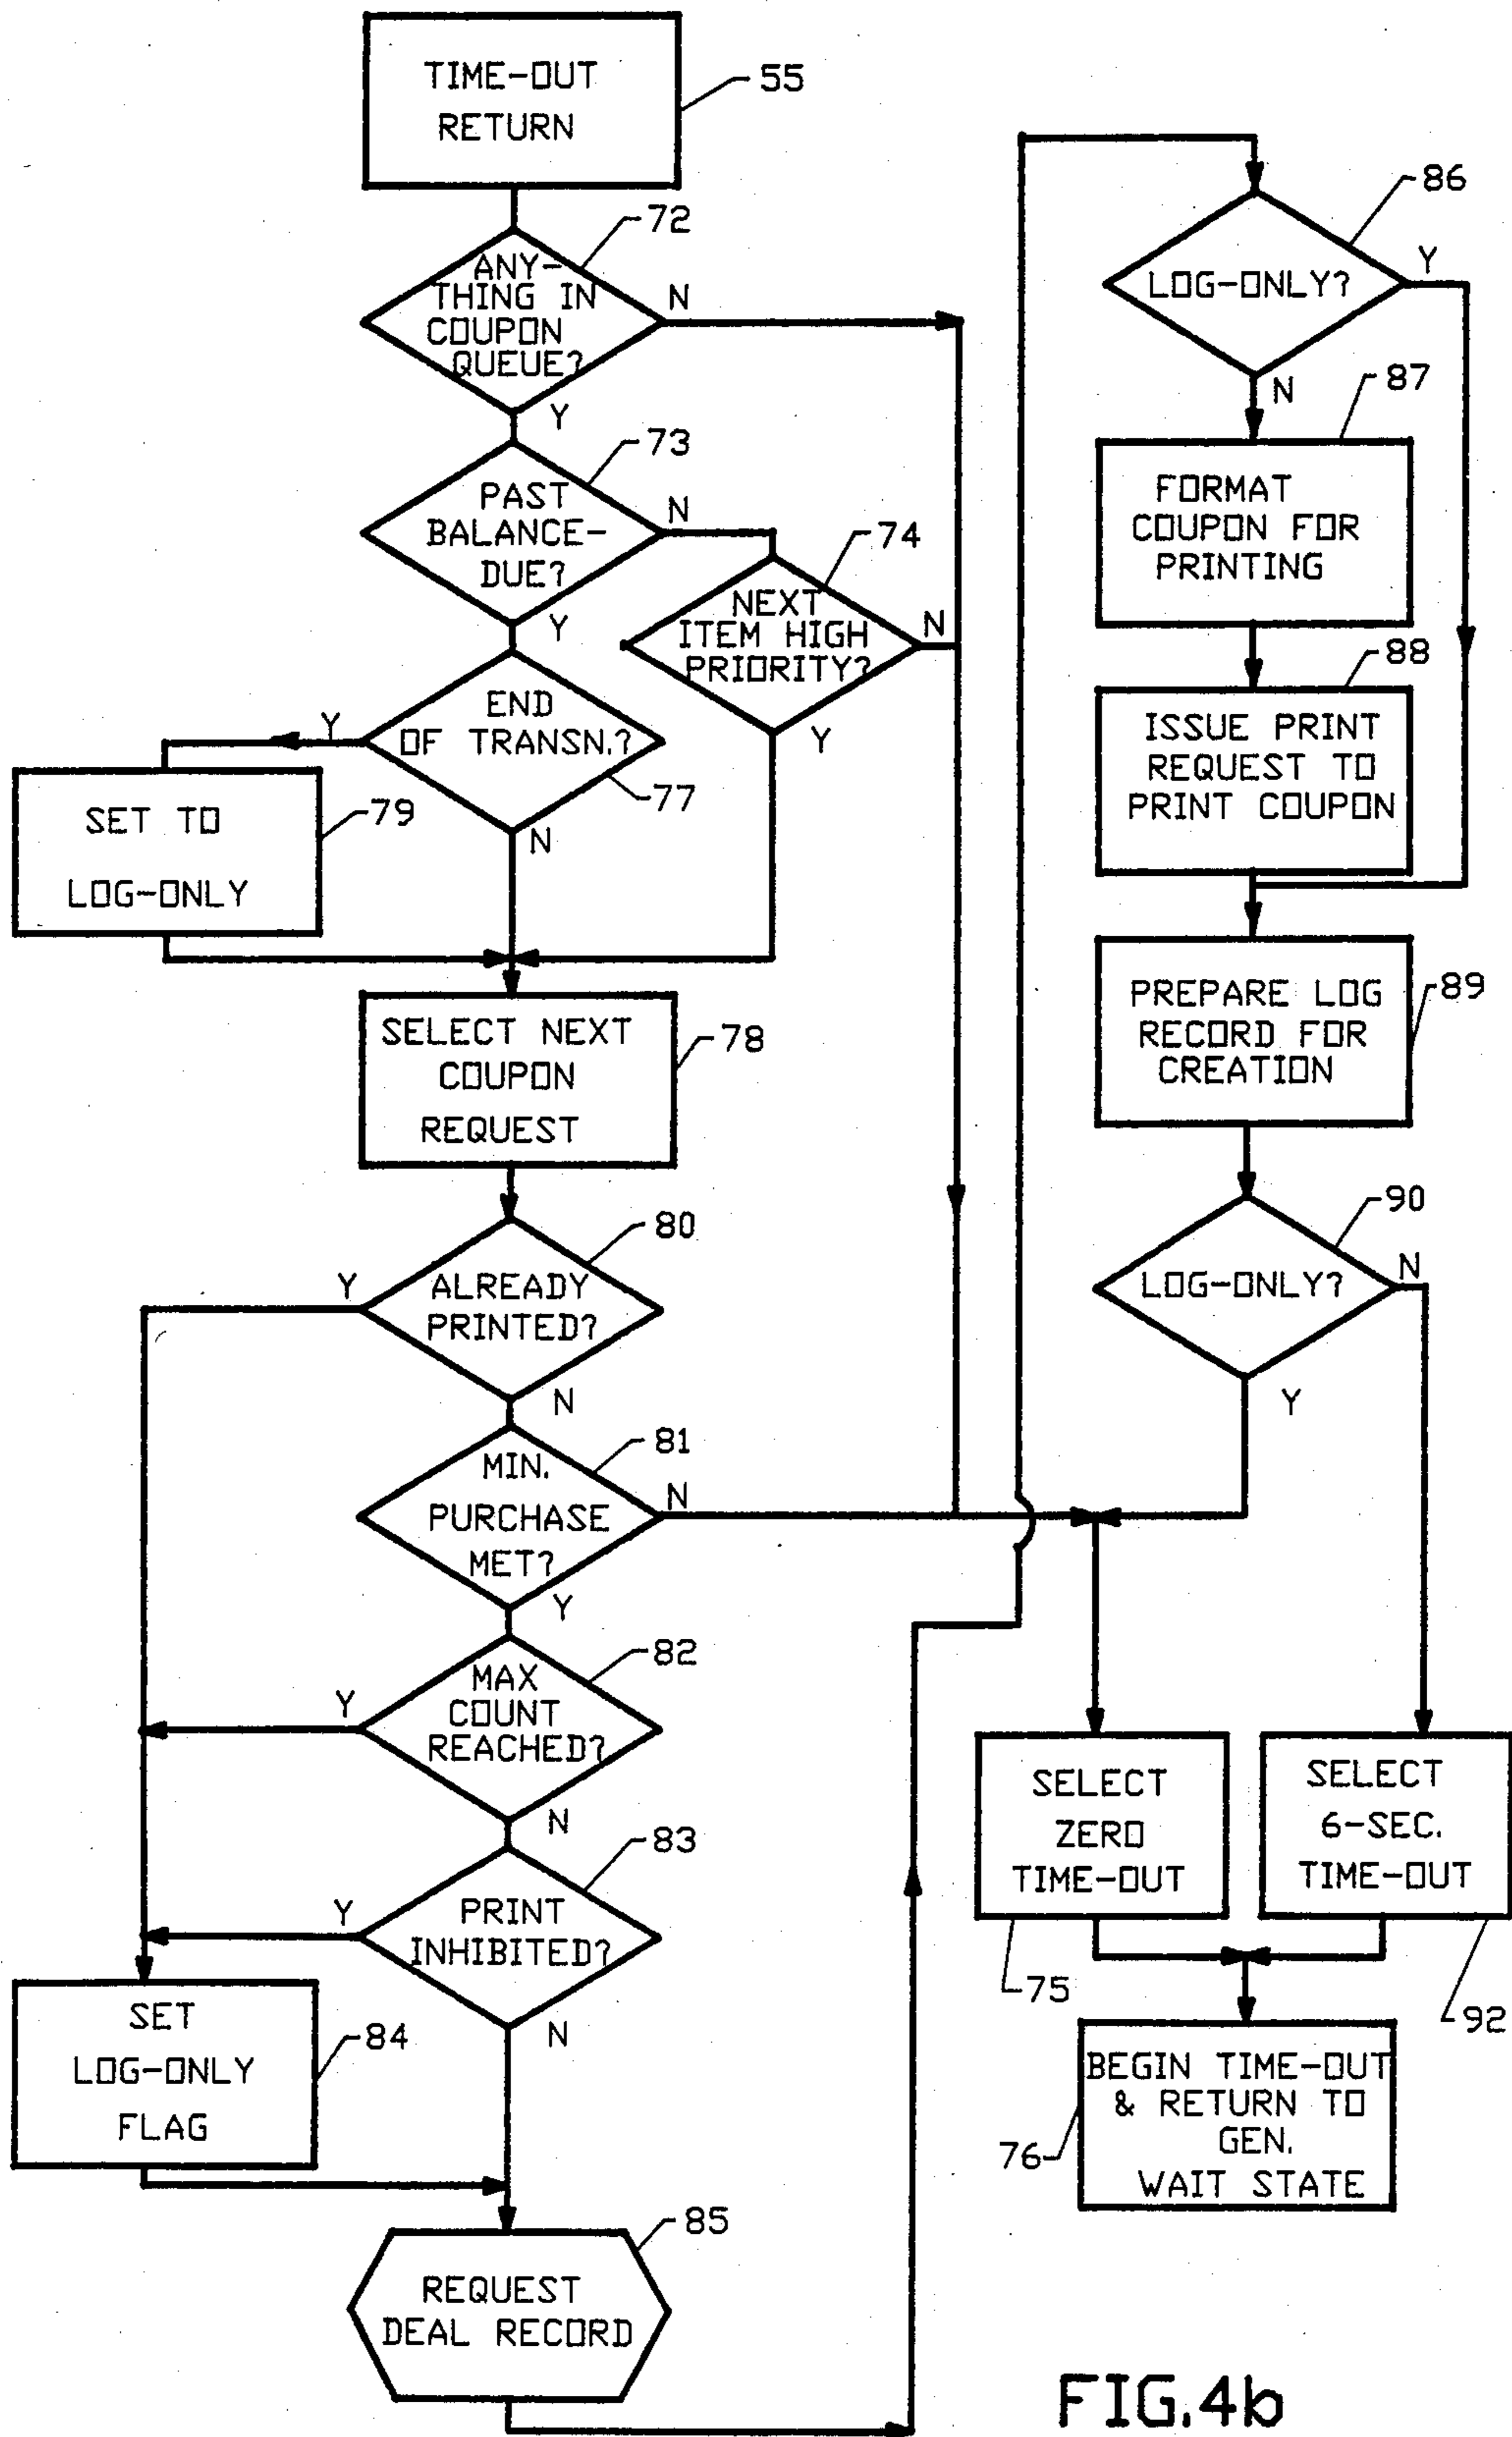 TIME-OUT
RETURN
55
72
ANY-
THING IN
COUPON
QUEUE?
N
Y
73
PAST
BALANCE-
DUE?
N
Y
74
NEXT
ITEM HIGH
PRIORITY?
N
Y
END
OF TRANSN.?
Y
77
N
SET TO
LOG-ONLY
79
SELECT NEXT
COUPON
REQUEST
78
80
ALREADY
PRINTED?
Y
N
81
MIN.
PURCHASE
MET?
N
Y
82
MAX
COUNT
REACHED?
Y
N
83
PRINT
INHIBITED?
Y
N
SET
LOG-ONLY
FLAG
84
85
REQUEST
DEAL RECORD
86
LOG-ONLY?
Y
N
87
FORMAT
COUPON FOR
PRINTING
88
ISSUE PRINT
REQUEST TO
PRINT COUPON
PREPARE LOG
RECORD FOR
CREATION
89
90
LOG-ONLY?
N
Y
SELECT
ZERO
TIME-OUT
75
SELECT
6-SEC.
TIME-OUT
92
BEGIN TIME-OUT
& RETURN TO
GEN.
WAIT STATE
76
FIG.4b